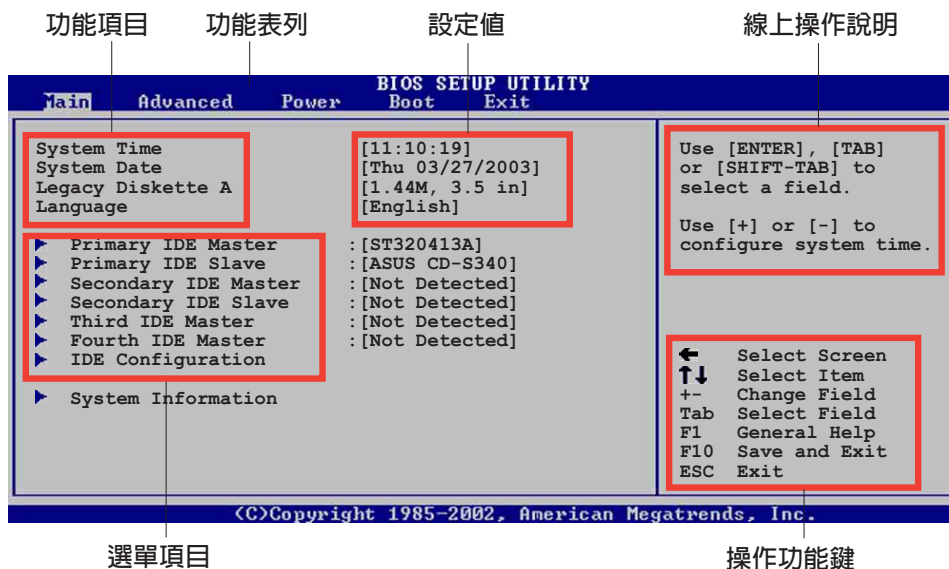 功能項目 功能表列 設定值 線上操作說明
BIOS SETUP UTILITY
Main Advanced Power Boot Exit
System Time [11:10:19]
System Date [Thu 03/27/2003]
Legacy Diskette A [1.44M, 3.5 in]
Language [English]
Primary IDE Master :[ST320413A]
Primary IDE Slave :[ASUS CD-S340]
Secondary IDE Master :[Not Detected]
Secondary IDE Slave :[Not Detected]
Third IDE Master :[Not Detected]
Fourth IDE Master :[Not Detected]
IDE Configuration
System Information
Use [ENTER], [TAB]
or [SHIFT-TAB] to
select a field.
Use [+] or [-] to
configure system time.
← Select Screen
↑↓ Select Item
+- Change Field
Tab Select Field
F1 General Help
F10 Save and Exit
ESC Exit
(C)Copyright 1985-2002, American Megatrends, Inc.
選單項目 操作功能鍵